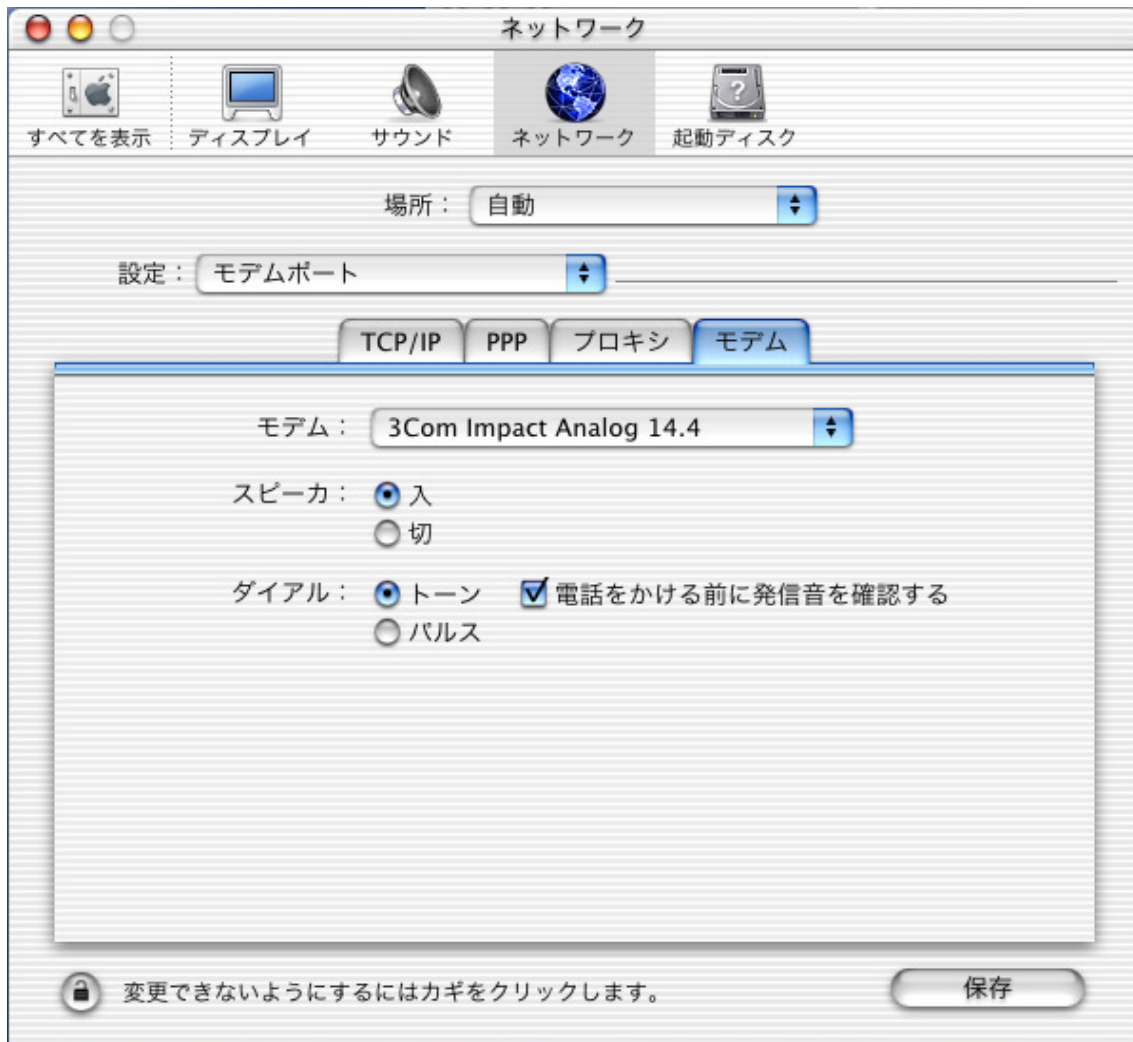 ネットワーク
すべてを表示 ディスプレイ サウンド ネットワーク 起動ディスク
場所: 自動
設定: モデムポート
TCP/IP PPP プロキシ モデム
モデム: 3Com Impact Analog 14.4
スピーカ: 入
切
ダイアル: トーン 電話をかける前に発信音を確認する
パルス
変更できないようにするにはカギをクリックします。 保存